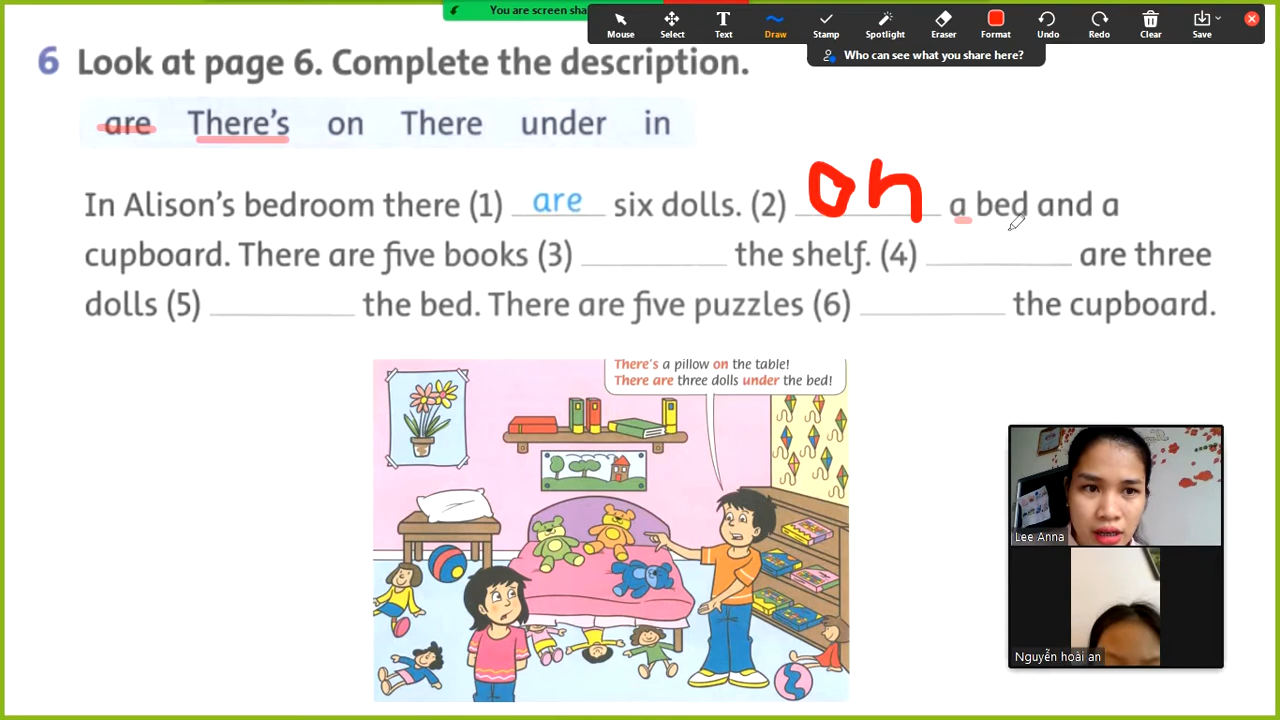 You are screen sha
Mouse Select Text Draw Stamp Spotlight Eraser Format Undo Redo Clear Save
Who can see what you share here?
6 Look at page 6. Complete the description.
are There's on There under in
In Alison's bedroom there (1) are six dolls. (2) on a bed and a
cupboard. There are five books (3) the shelf. (4) are three
dolls (5) the bed. There are five puzzles (6) the cupboard.
There's a pillow on the table!
There are three dolls under the bed!
Lee Anna
Nguyễn hoài an